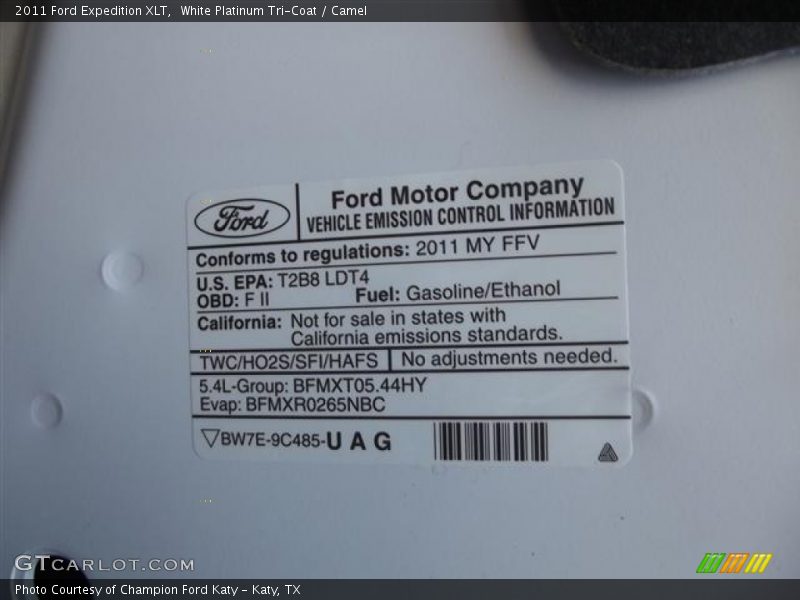 2011 Ford Expedition XLT, White Platinum Tri-Coat / Camel
Ford
Ford Motor Company
VEHICLE EMISSION CONTROL INFORMATION
Conforms to regulations: 2011 MY FFV
U.S. EPA: T2B8 LDT4
OBD: F II Fuel: Gasoline/Ethanol
California: Not for sale in states with
California emissions standards.
TWC/HO2S/SFI/HAFS No adjustments needed.
5.4L-Group: BFMXT05.44HY
Evap: BFMXR0265NBC
BW7E-9C485-U A G
GTCARLOT.COM
Photo Courtesy of Champion Ford Katy - Katy, TX